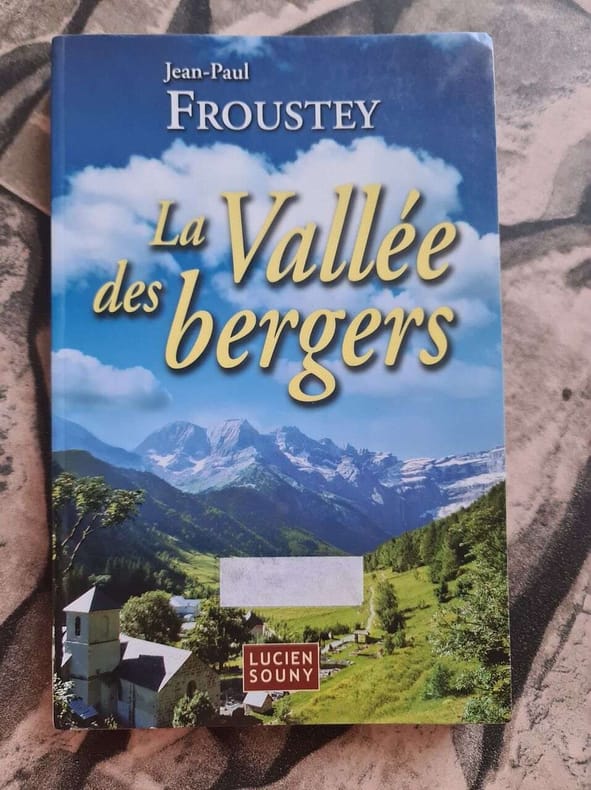 Jean-Paul
FROUSTEY
La Vallée
des bergers
LUCIEN
SOUNY